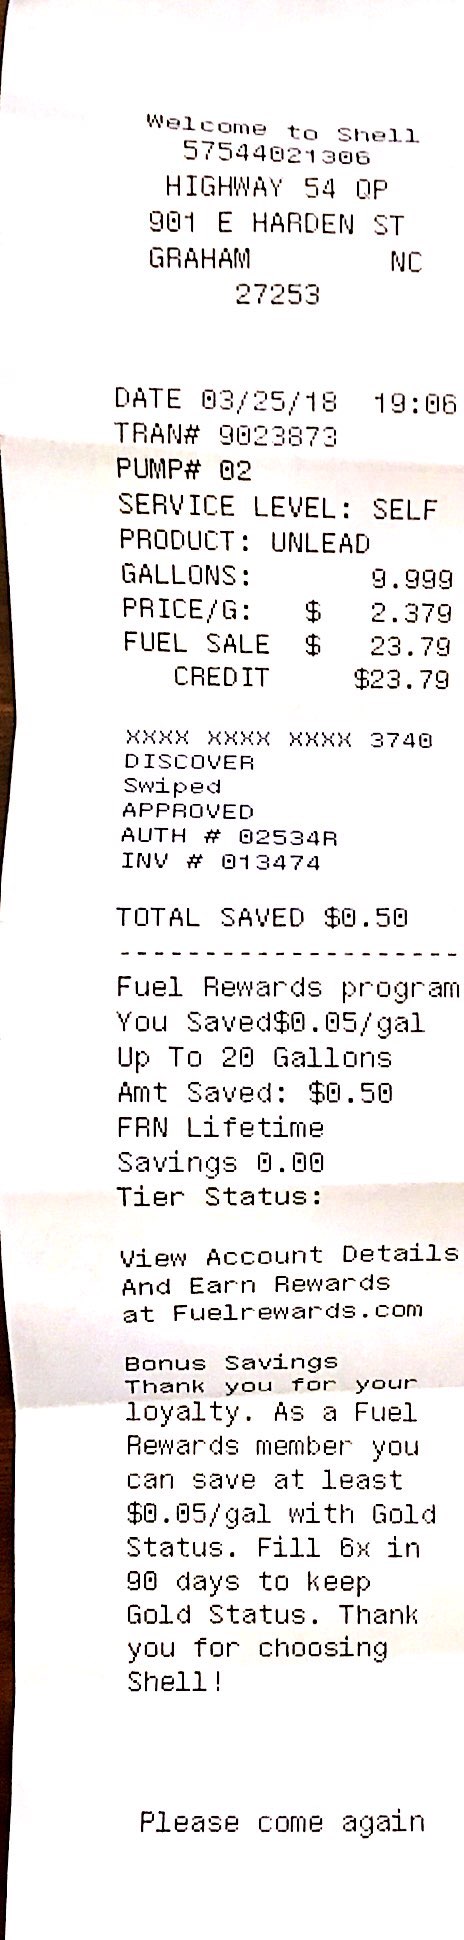 Welcome to Shell
57544021306
HIGHWAY 54 QP
901 E HARDEN ST
GRAHAM NC
27253
DATE 03/25/18 19:06
TRAN# 9023873
PUMP# 02
SERVICE LEVEL: SELF
PRODUCT: UNLEAD
GALLONS: 9.999
PRICE/G: $ 2.379
FUEL SALE $ 23.79
CREDIT $23.79
XXXX XXXX XXXX 3740
DISCOVER
Swiped
APPROVED
AUTH # 02534R
INV # 013474
TOTAL SAVED $0.50
--------------------
Fuel Rewards program
You Saved$0.05/gal
Up To 20 Gallons
Amt Saved: $0.50
FRN Lifetime
Savings 0.00
Tier Status:
View Account Details
And Earn Rewards
at Fuelrewards.com
Bonus Savings
Thank you for your
loyalty. As a Fuel
Rewards member you
can save at least
$0.05/gal with Gold
Status. Fill 6x in
90 days to keep
Gold Status. Thank
you for choosing
Shell!
Please come again